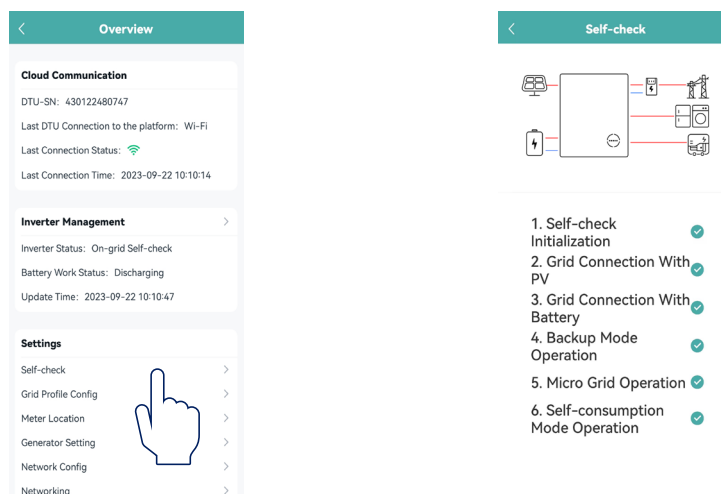 Overview
Cloud Communication
DTU-SN: 430122480747
Last DTU Connection to the platform: Wi-Fi
Last Connection Status:
Last Connection Time: 2023-09-22 10:10:14
Inverter Management
Inverter Status: On-grid Self-check
Battery Work Status: Discharging
Update Time: 2023-09-22 10:10:47
Settings
Self-check
Grid Profile Config
Meter Location
Generator Setting
Network Config
Networking
Self-check
1. Self-check
Initialization
2. Grid Connection With
PV
3. Grid Connection With
Battery
4. Backup Mode
Operation
5. Micro Grid Operation
6. Self-consumption
Mode Operation